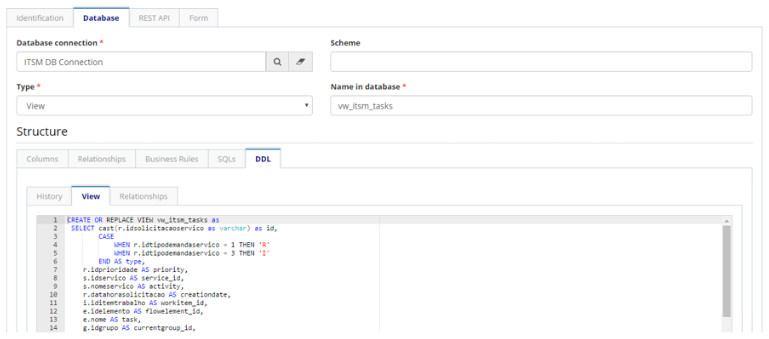 Identification Database REST API Form
Database connection * Scheme
ITSM DB Connection
Type * Name in database *
View vw_itsm_tasks
Structure
Columns Relationships Business Rules SQLs DDL
History View Relationships
1 CREATE OR REPLACE VIEW vw_itsm_tasks as
2 SELECT cast(r.idsolicitacaoservico as varchar) as id,
3 CASE
4 WHEN r.idtipodemandaservico = 1 THEN 'R'
5 WHEN r.idtipodemandaservico = 3 THEN 'I'
6 END AS type,
7 r.idprioridade AS priority,
8 s.idservico AS service_id,
9 s.nomeservico AS activity,
10 r.datahorasolicitacao AS creationdate,
11 i.iditemtrabalho AS workitem_id,
12 e.idelemento AS flowelement_id,
13 e.nome AS task,
14 g.idgrupo AS currentgroup_id,